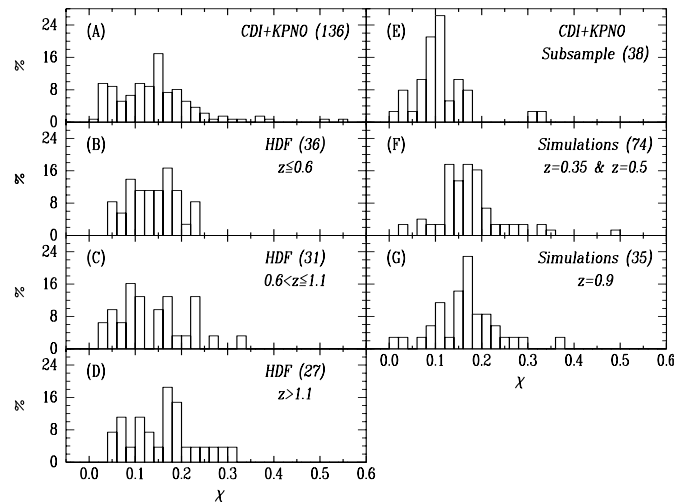 (A) CDI+KPNO (136)
24
16
8
0
%
(B) HDF (36)
z≤0.6
24
16
8
0
%
(C) HDF (31)
0.6<z≤1.1
24
16
8
0
%
(D) HDF (27)
z>1.1
24
16
8
0
%
0.0 0.1 0.2 0.3 0.4 0.5 0.6
χ
(E) CDI+KPNO
Subsample (38)
(F) Simulations (74)
z=0.35 & z=0.5
(G) Simulations (35)
z=0.9
0.0 0.1 0.2 0.3 0.4 0.5 0.6
χ